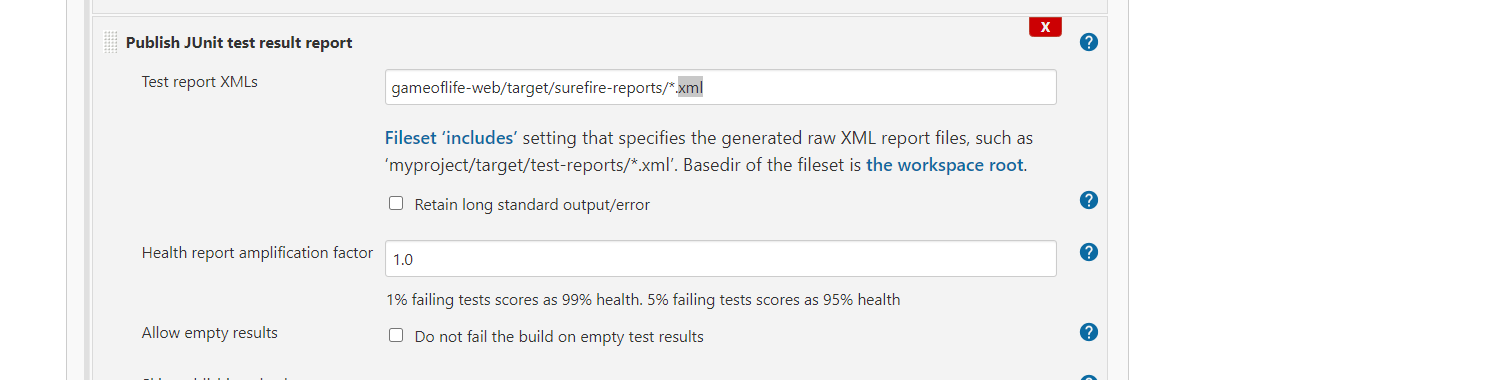 X
Publish JUnit test result report
?
Test report XMLs
gameoflife-web/target/surefire-reports/*.xml
Fileset ‘includes’ setting that specifies the generated raw XML report files, such as
‘myproject/target/test-reports/*.xml’. Basedir of the fileset is the workspace root.
Retain long standard output/error
?
Health report amplification factor
1.0
?
1% failing tests scores as 99% health. 5% failing tests scores as 95% health
Allow empty results
Do not fail the build on empty test results
?